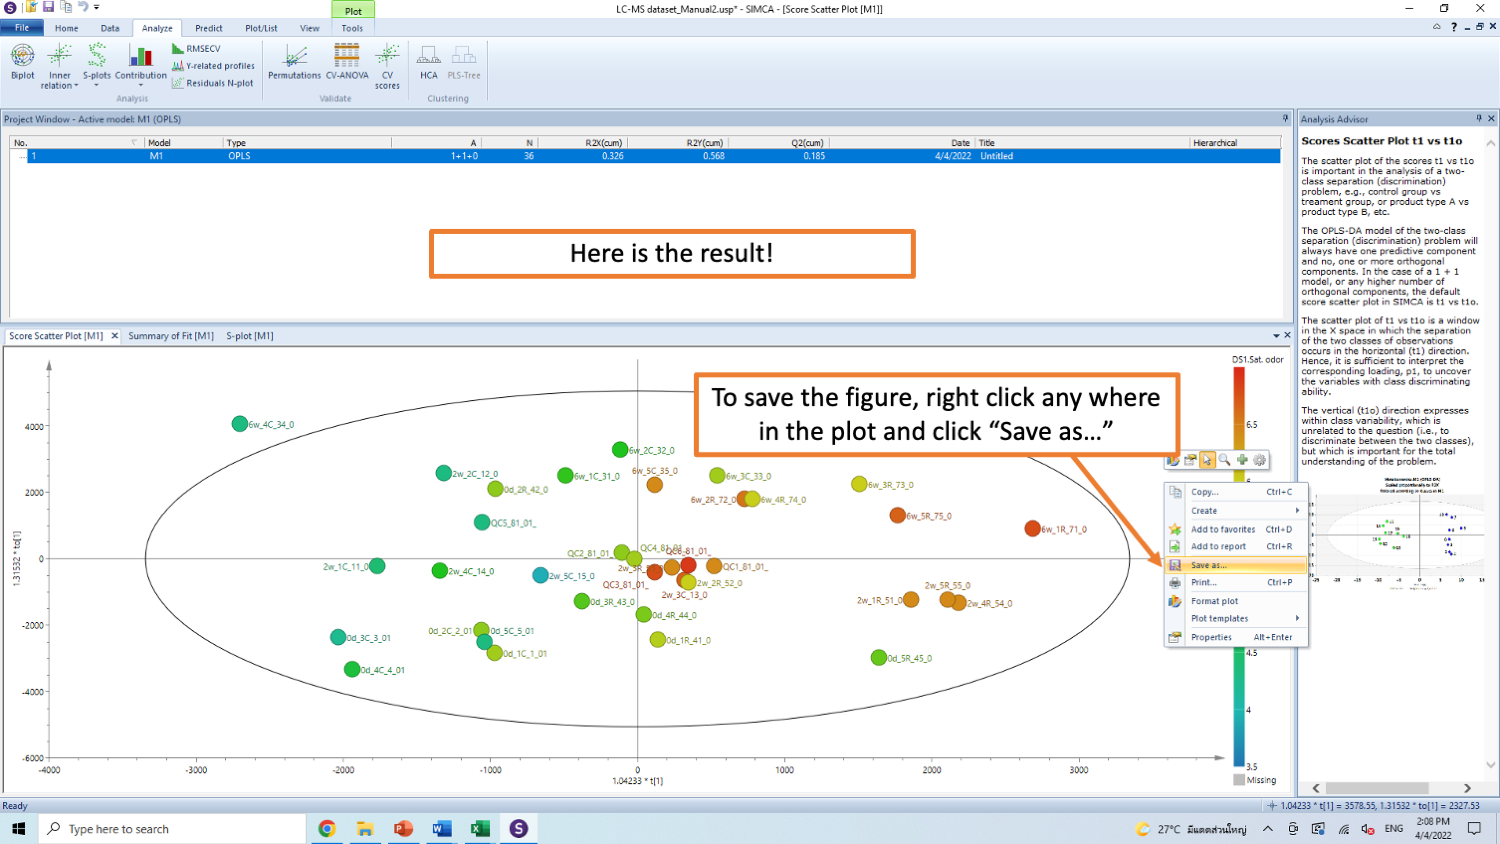 LC-MS dataset_Manual2.usp* - SIMCA - [Score Scatter Plot [M1]]
Plot
File Home Data Analyze Predict Plot/List View Tools
RMSECV
Y-related profiles
Residuals N-plot
Biplot Inner relation S-plots Contribution
Permutations CV-ANOVA CV scores
HCA PLS-Tree
Analysis Validate Clustering
Project Window - Active model: M1 (OPLS)
No. Model Type A N R2X(cum) R2Y(cum) Q2(cum) Date Title Hierarchical
1 M1 OPLS 1+1+0 36 0.326 0.568 0.185 4/4/2022 Untitled
Here is the result!
Score Scatter Plot [M1] Summary of Fit [M1] S-plot [M1]
To save the figure, right click any where
in the plot and click “Save as...”
DS1.Sat. odor
6.5
6
4.5
4
3.5
Missing
1.31532 * to[1]
4000
2000
0
-2000
-4000
-6000
6w_4C_34_0
6w_2C_32_0
2w_2C_12_0
6w_1C_31_0
6w_5C_35_0
6w_3C_33_0
0d_2R_42_0
6w_2R_72_0
6w_4R_74_0
6w_3R_73_0
QC5_81_01_
6w_5R_75_0
6w_1R_71_0
QC2_81_01_
QC4_81_01_
QC6_81_01_
2w_1C_11_0
2w_4C_14_0
2w_5C_15_0
QC1_81_01_
QC3_81_01_
2w_2R_52_0
2w_3C_13_0
2w_5R_55_0
0d_3R_43_0
2w_1R_51_0
2w_4R_54_0
0d_4R_44_0
0d_3C_3_01
0d_2C_2_01
0d_5C_5_01
0d_1R_41_0
0d_1C_1_01
0d_5R_45_0
0d_4C_4_01
-4000 -3000 -2000 -1000 0 1000 2000 3000
1.04233 * t[1]
Copy... Ctrl+C
Create
Add to favorites Ctrl+D
Add to report Ctrl+R
Save as...
Print... Ctrl+P
Format plot
Plot templates
Properties Alt+Enter
Analysis Advisor
Scores Scatter Plot t1 vs t1o
The scatter plot of the scores t1 vs t1o
is important in the analysis of a two-
class separation (discrimination)
problem, e.g., control group vs
treament group, or product type A vs
product type B, etc.
The OPLS-DA model of the two-class
separation (discrimination) problem will
always have one predictive component
and no, one or more orthogonal
components. In the case of a 1 + 1
model, or any higher number of
orthogonal components, the default
score scatter plot in SIMCA is t1 vs t1o.
The scatter plot of t1 vs t1o is a window
in the X space in which the separation
of the two classes of observations
occurs in the horizontal (t1) direction.
Hence, it is sufficient to interpret the
corresponding loading, p1, to uncover
the variables with class discriminating
ability.
The vertical (t1o) direction expresses
within class variability, which is
unrelated to the question (i.e., to
discriminate between the two classes),
but which is important for the total
understanding of the problem.
Ready
1.04233 * t[1] = 3578.55, 1.31532 * to[1] = 2327.53
Type here to search
27°C มีแดดส่วนใหญ่
ENG
2:08 PM
4/4/2022